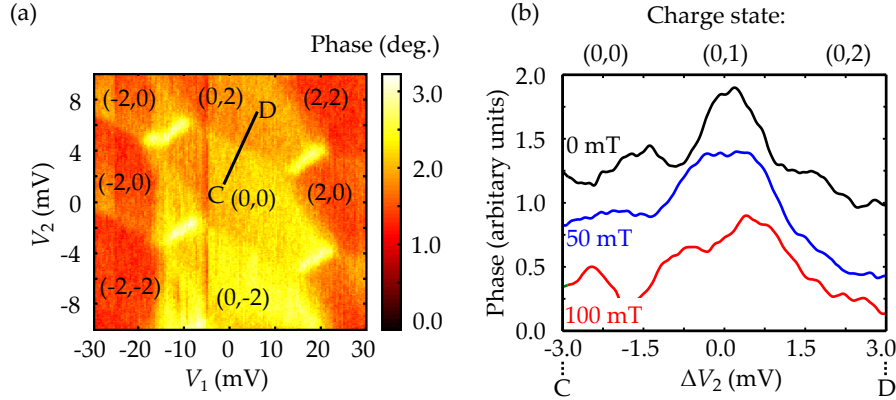 (a)
Phase (deg.)
3.0
2.0
1.0
0.0
(-2,0)
(0,2)
(2,2)
D
(-2,0)
C
(0,0)
(2,0)
(-2,-2)
(0,-2)
8
4
0
-4
-8
V2 (mV)
-30 -20 -10 0 10 20 30
V1 (mV)
(b)
Charge state:
(0,0) (0,1) (0,2)
2.0
1.5
1.0
0.5
0.0
Phase (arbitary units)
0 mT
50 mT
100 mT
-3.0 -1.5 0.0 1.5 3.0
C ΔV2 (mV) D